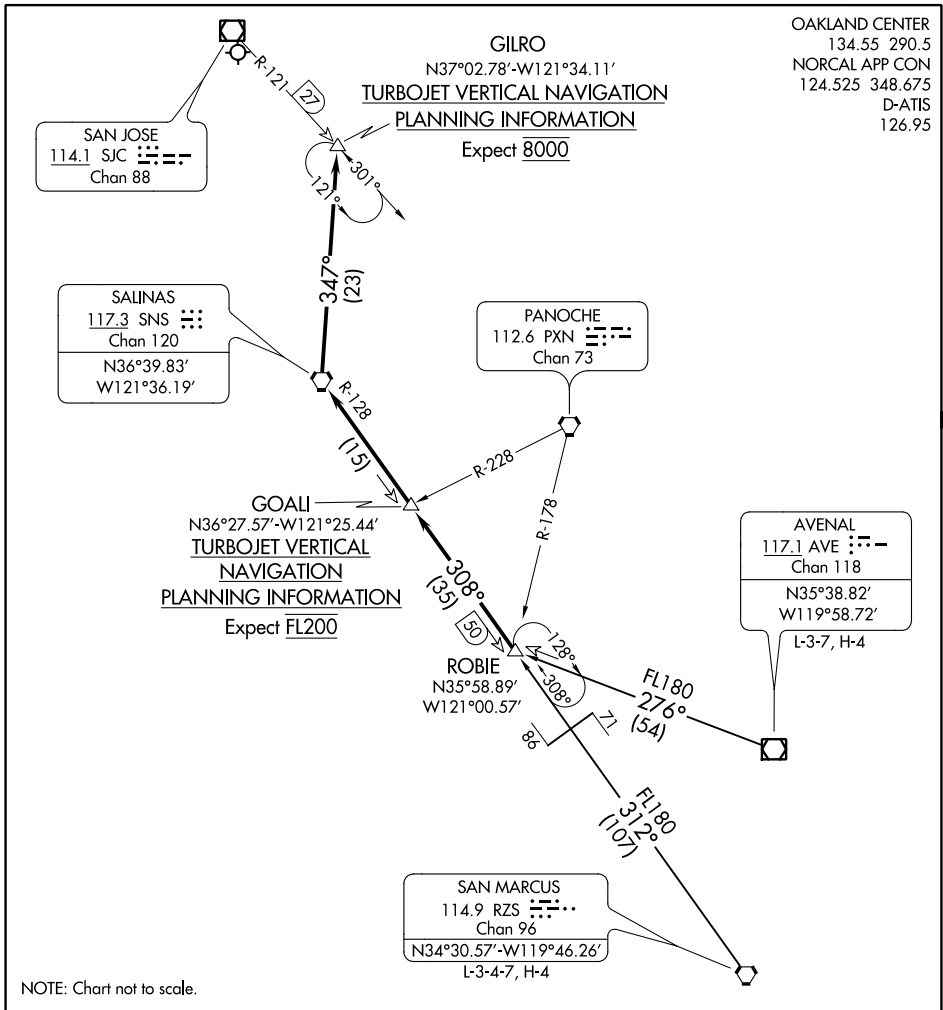 OAKLAND CENTER
134.55 290.5
NORCAL APP CON
124.525 348.675
D-ATIS
126.95
GILRO
N37°02.78'-W121°34.11'
TURBOJET VERTICAL NAVIGATION
PLANNING INFORMATION
Expect 8000
R-121
27
SAN JOSE
114.1 SJC
Chan 88
301°
121°
347°
(23)
SALINAS
117.3 SNS
Chan 120
N36°39.83'
W121°36.19'
PANOCHE
112.6 PXN
Chan 73
R-128
(15)
R-228
R-178
GOALI
N36°27.57'-W121°25.44'
TURBOJET VERTICAL
NAVIGATION
PLANNING INFORMATION
Expect FL200
AVENAL
117.1 AVE
Chan 118
N35°38.82'
W119°58.72'
L-3-7, H-4
308°
(35)
50
128°
308°
ROBIE
N35°58.89'
W121°00.57'
FL180
276°
(54)
86
71
FL180
312°
(107)
SAN MARCUS
114.9 RZS
Chan 96
N34°30.57'-W119°46.26'
L-3-4-7, H-4
NOTE: Chart not to scale.